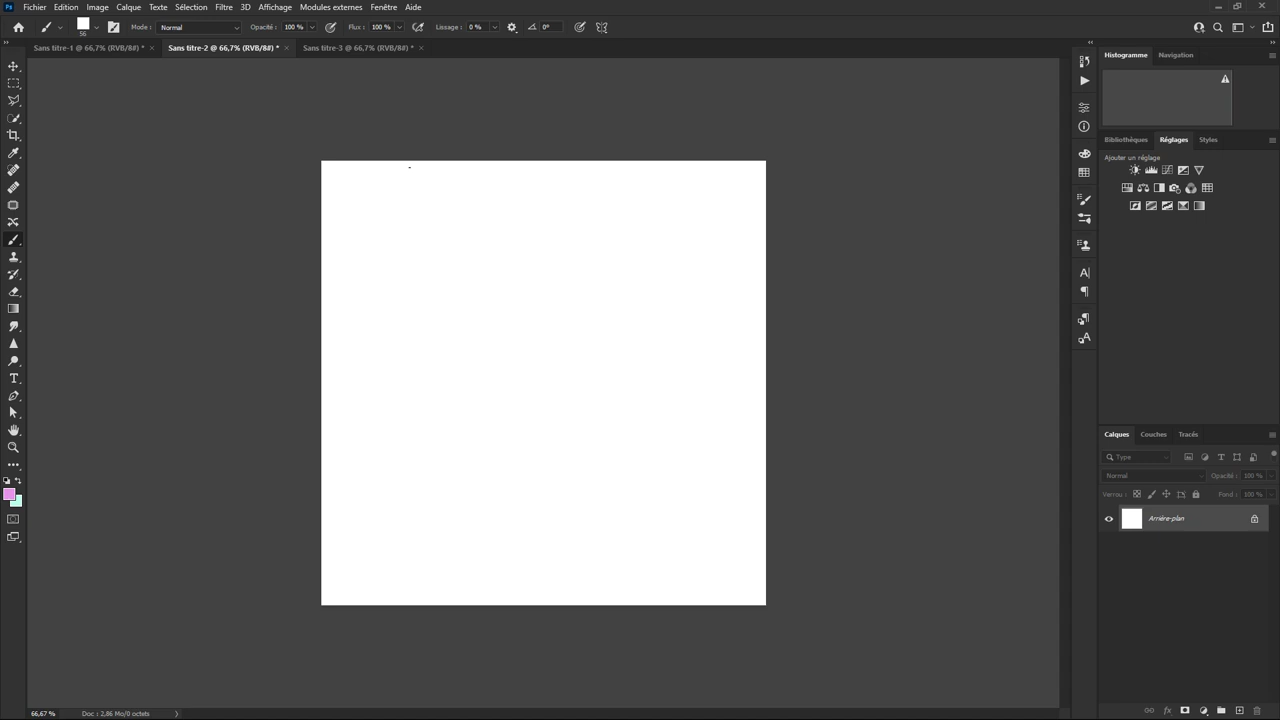 Ps Fichier Edition Image Calque Texte Sélection Filtre 3D Affichage Modules externes Fenêtre Aide
56 Mode : Normal Opacité : 100 % Flux : 100 % Lissage : 0 % 0°
Sans titre-1 @ 66,7% (RVB/8#) * × Sans titre-2 @ 66,7% (RVB/8#) * × Sans titre-3 @ 66,7% (RVB/8#) * ×
Histogramme Navigation
Bibliothèques Réglages Styles
Ajouter un réglage
Calques Couches Tracés
Type
Normal Opacité : 100 %
Verrou : Fond : 100 %
Arrière-plan
66,67 % Doc : 2,86 Mo/0 octets